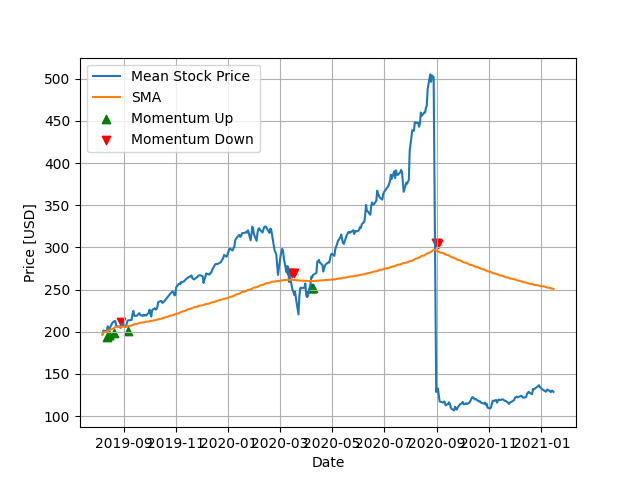 500
450
400
350
300
250
200
150
100
Price [USD]
Mean Stock Price
SMA
Momentum Up
Momentum Down
2019-09 2019-11 2020-01 2020-03 2020-05 2020-07 2020-09 2020-11 2021-01
Date